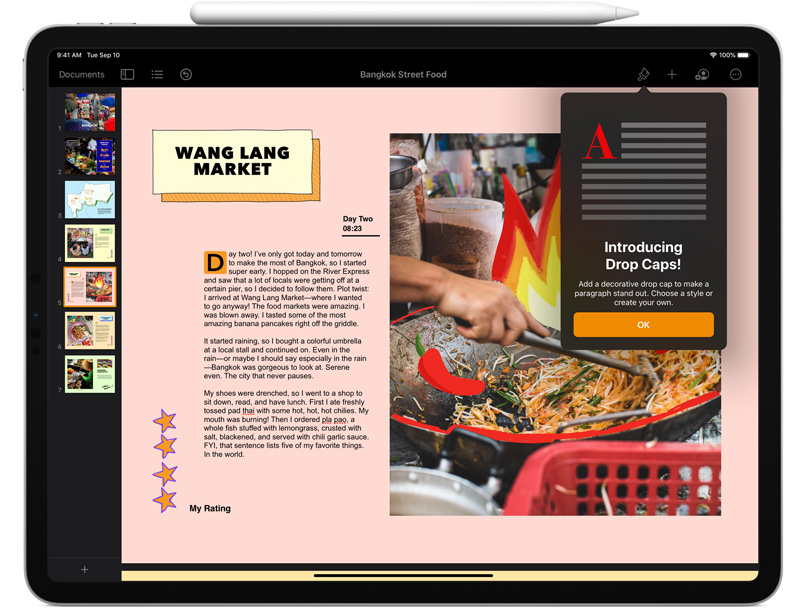 9:41 AM Tue Sep 10
100%
Documents
Bangkok Street Food
1
2
3
4
5
6
7
WANG LANG
MARKET
Day Two
08:23
Day two! I've only got today and tomorrow
to make the most of Bangkok, so I started
super early. I hopped on the River Express
and saw that a lot of locals were getting off at a
certain pier, so I decided to follow them. Plot twist:
I arrived at Wang Lang Market—where I wanted
to go anyway! The food markets were amazing. I
was blown away. I tasted some of the most
amazing banana pancakes right off the griddle.
It started raining, so I bought a colorful umbrella
at a local stall and continued on. Even in the
rain—or maybe I should say especially in the rain
—Bangkok was gorgeous to look at. Serene
even. The city that never pauses.
My shoes were drenched, so I went to a shop to
sit down, read, and have lunch. First I ate freshly
tossed pad thai with some hot, hot, hot chilies. My
mouth was burning! Then I ordered pla pao, a
whole fish stuffed with lemongrass, crusted with
salt, blackened, and served with chili garlic sauce.
FYI, that sentence lists five of my favorite things.
In the world.
My Rating
A
Introducing
Drop Caps!
Add a decorative drop cap to make a
paragraph stand out. Choose a style or
create your own.
OK